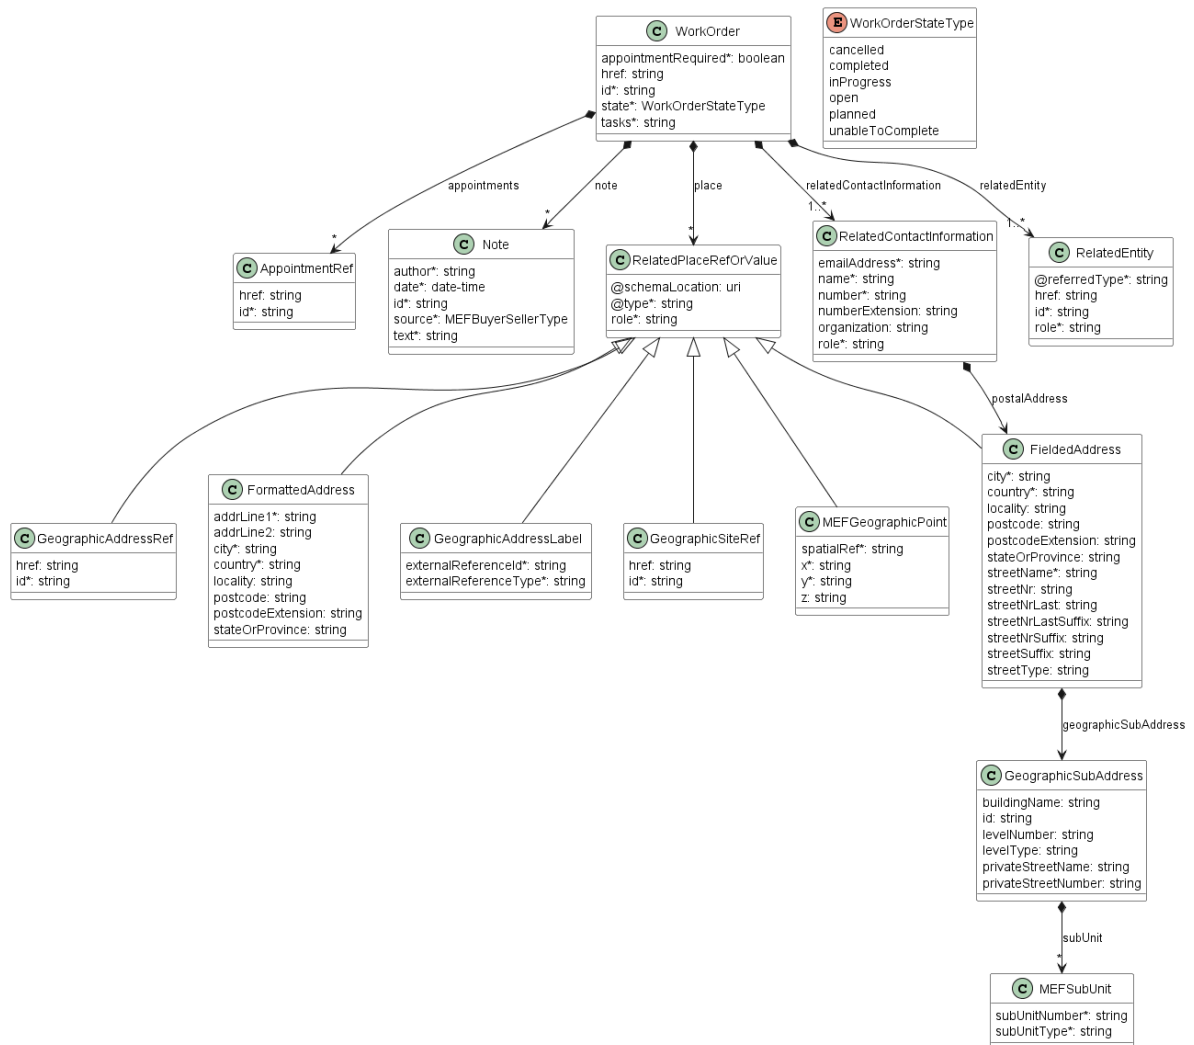 C WorkOrder
appointmentRequired*: boolean
href: string
id*: string
state*: WorkOrderStateType
tasks*: string
E WorkOrderStateType
cancelled
completed
inProgress
open
planned
unableToComplete
appointments
note
place
relatedContactInformation
relatedEntity
*
*
*
1..*
1..*
C AppointmentRef
href: string
id*: string
C Note
author*: string
date*: date-time
id*: string
source*: MEFBuyerSellerType
text*: string
C RelatedPlaceRefOrValue
@schemaLocation: uri
@type*: string
role*: string
C RelatedContactInformation
emailAddress*: string
name*: string
number*: string
numberExtension: string
organization: string
role*: string
C RelatedEntity
@referredType*: string
href: string
id*: string
role*: string
postalAddress
C GeographicAddressRef
href: string
id*: string
C FormattedAddress
addrLine1*: string
addrLine2: string
city*: string
country*: string
locality: string
postcode: string
postcodeExtension: string
stateOrProvince: string
C GeographicAddressLabel
externalReferenceId*: string
externalReferenceType*: string
C GeographicSiteRef
href: string
id*: string
C MEFGeographicPoint
spatialRef*: string
x*: string
y*: string
z: string
C FieldedAddress
city*: string
country*: string
locality: string
postcode: string
postcodeExtension: string
stateOrProvince: string
streetName*: string
streetNr: string
streetNrLast: string
streetNrLastSuffix: string
streetNrSuffix: string
streetSuffix: string
streetType: string
geographicSubAddress
C GeographicSubAddress
buildingName: string
id: string
levelNumber: string
levelType: string
privateStreetName: string
privateStreetNumber: string
subUnit
*
C MEFSubUnit
subUnitNumber*: string
subUnitType*: string